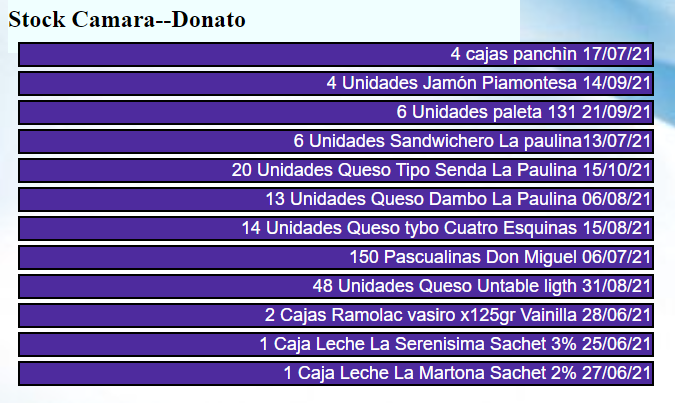 Stock Camara--Donato
4 cajas panchin 17/07/21
4 Unidades Jamón Piamontesa 14/09/21
6 Unidades paleta 131 21/09/21
6 Unidades Sandwichero La paulina13/07/21
20 Unidades Queso Tipo Senda La Paulina 15/10/21
13 Unidades Queso Dambo La Paulina 06/08/21
14 Unidades Queso tybo Cuatro Esquinas 15/08/21
150 Pascualinas Don Miguel 06/07/21
48 Unidades Queso Untable ligth 31/08/21
2 Cajas Ramolac vasiro x125gr Vainilla 28/06/21
1 Caja Leche La Serenisima Sachet 3% 25/06/21
1 Caja Leche La Martona Sachet 2% 27/06/21